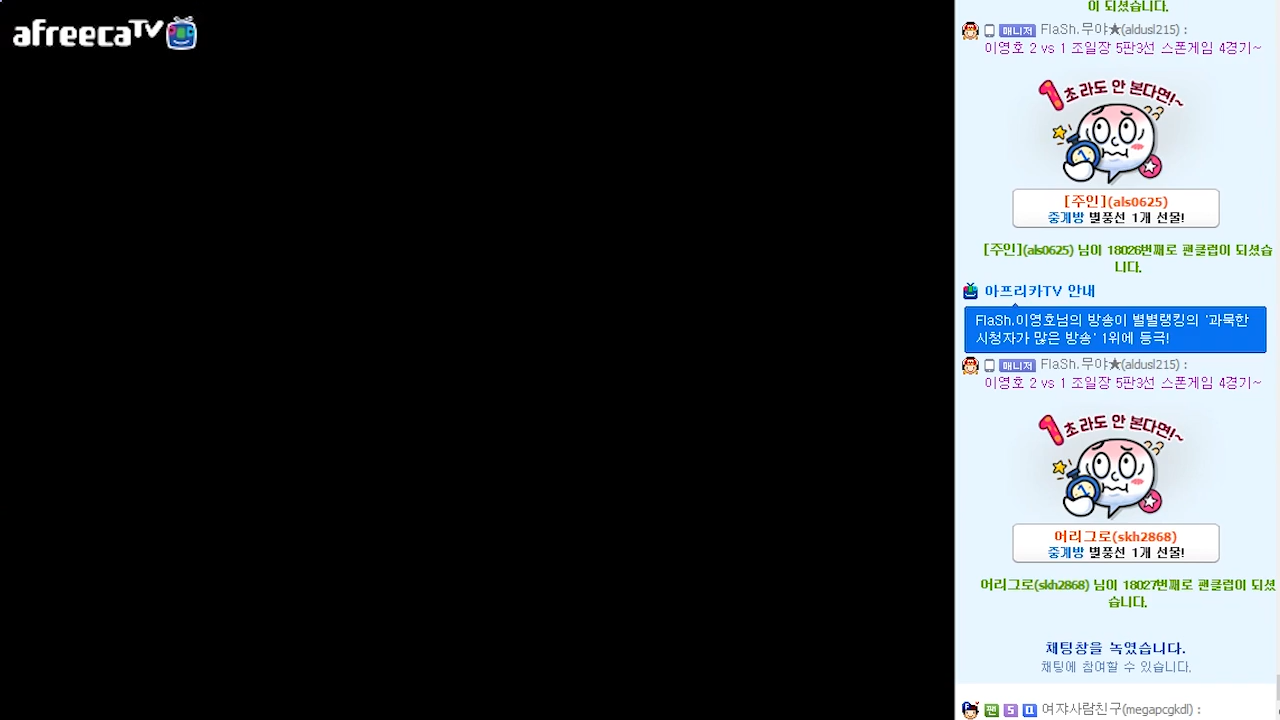 afreecaTV
이 되셨습니다.
매니저 FlaSh.무야★(aldusl215) :
이영호 2 vs 1 조일장 5판3선 스폰게임 4경기~
1초라도 안 본다면!~
[주인](als0625)
중계방 별풍선 1개 선물!
[주인](als0625) 님이 18026번째로 팬클럽이 되셨습
니다.
아프리카TV 안내
FlaSh.이영호님의 방송이 별별랭킹의 '과묵한
시청자가 많은 방송' 1위에 등극!
매니저 FlaSh.무야★(aldusl215) :
이영호 2 vs 1 조일장 5판3선 스폰게임 4경기~
1초라도 안 본다면!~
어리그로(skh2868)
중계방 별풍선 1개 선물!
어리그로(skh2868) 님이 18027번째로 팬클럽이 되셨
습니다.
채팅창을 녹였습니다.
채팅에 참여할 수 있습니다.
팬 5 여쟈사람친구(megapcgkdl) :